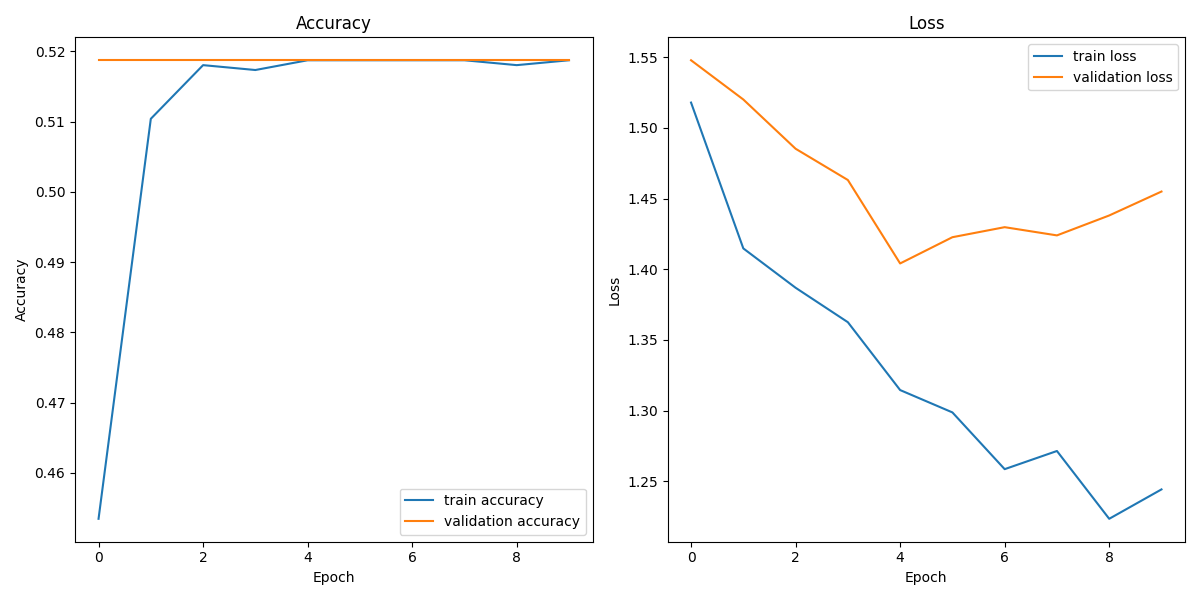 Accuracy
0.52
0.51
0.50
0.49
0.48
0.47
0.46
Accuracy
train accuracy
validation accuracy
0
2
4
6
8
Epoch
Loss
1.55
1.50
1.45
1.40
1.35
1.30
1.25
Loss
train loss
validation loss
0
2
4
6
8
Epoch